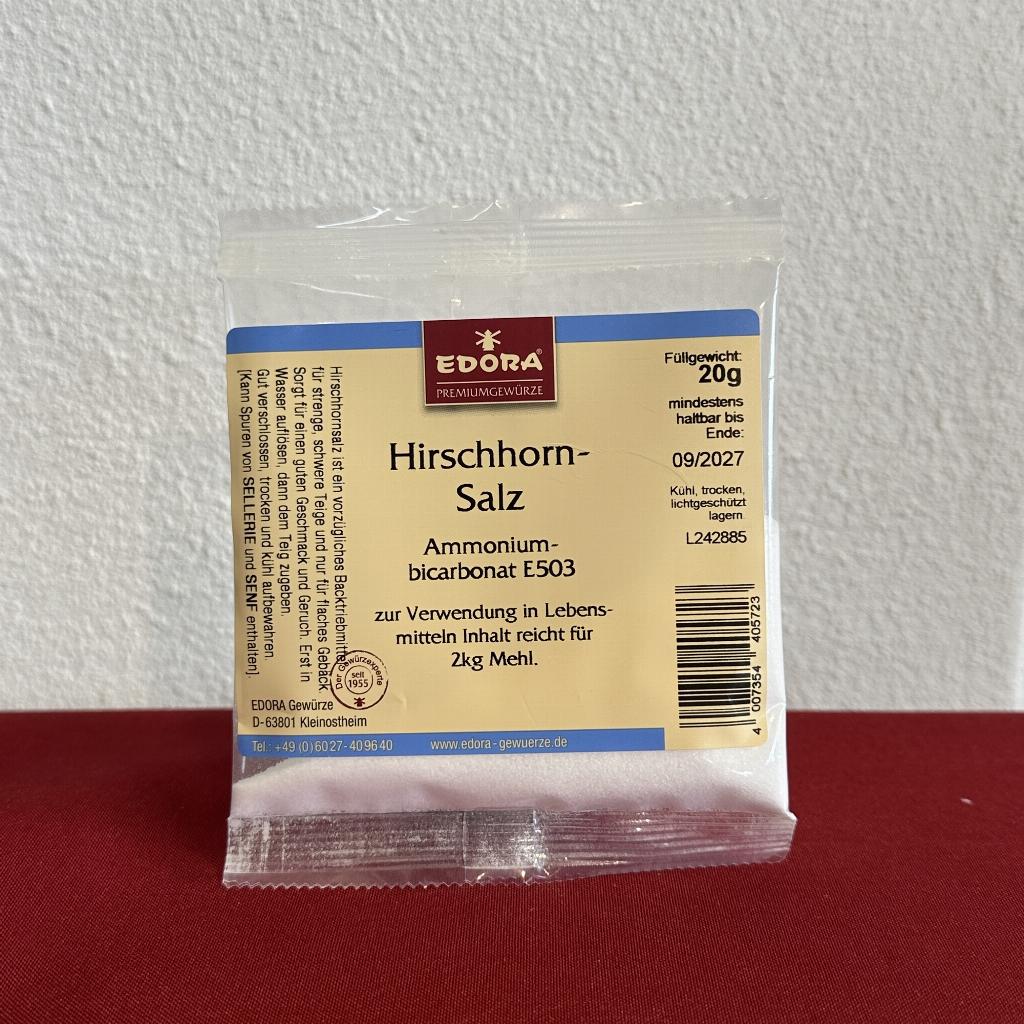 EDORA®
PREMIUMGEWÜRZE
Hirschhorn-
Salz
Ammonium-
bicarbonat E503
zur Verwendung in Lebens-
mitteln Inhalt reicht für
2kg Mehl.
Hirschhornsalz ist ein vorzügliches Backtriebmittel
für strenge, schwere Teige und nur für flaches Gebäck
Sorgt für einen guten Geschmack und Geruch. Erst in
Wasser auflösen, dann dem Teig zugeben.
Gut verschlossen, trocken und kühl aufbewahren.
[Kann Spuren von SELLERIE und SENF enthalten].
Der Gewürzexperte
seit
1955
EDORA Gewürze
D-63801 Kleinostheim
Tel.: +49 (0)6027-409640 www.edora-gewuerze.de
Füllgewicht:
20g
mindestens
haltbar bis
Ende:
09/2027
Kühl, trocken,
lichtgeschützt
lagern
L242885
4 007354 405723